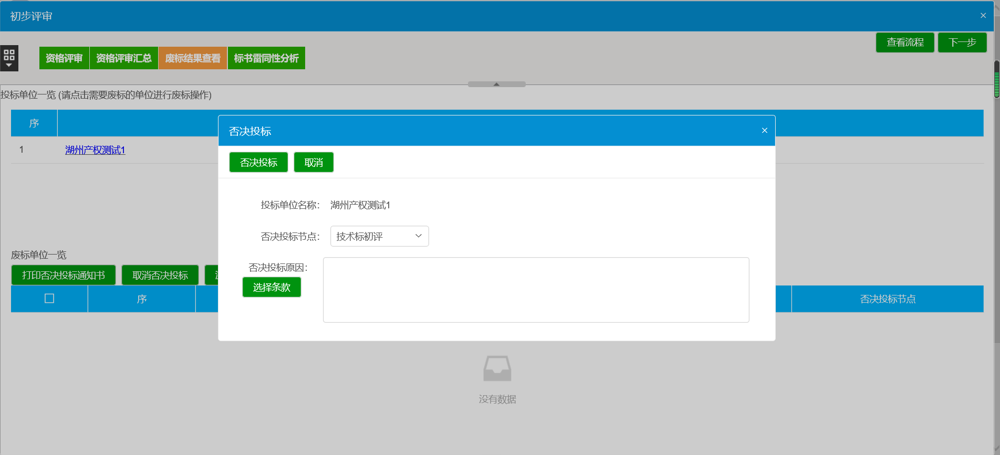 初步评审
查看流程 下一步
资格评审 资格评审汇总 废标结果查看 标书雷同性分析
投标单位一览 (请点击需要废标的单位进行废标操作)
序
1 湖州产权测试1
否决投标
否决投标 取消
投标单位名称： 湖州产权测试1
否决投标节点： 技术标初评
否决投标原因：
选择条款
废标单位一览
打印否决投标通知书 取消否决投标
序 否决投标节点
没有数据